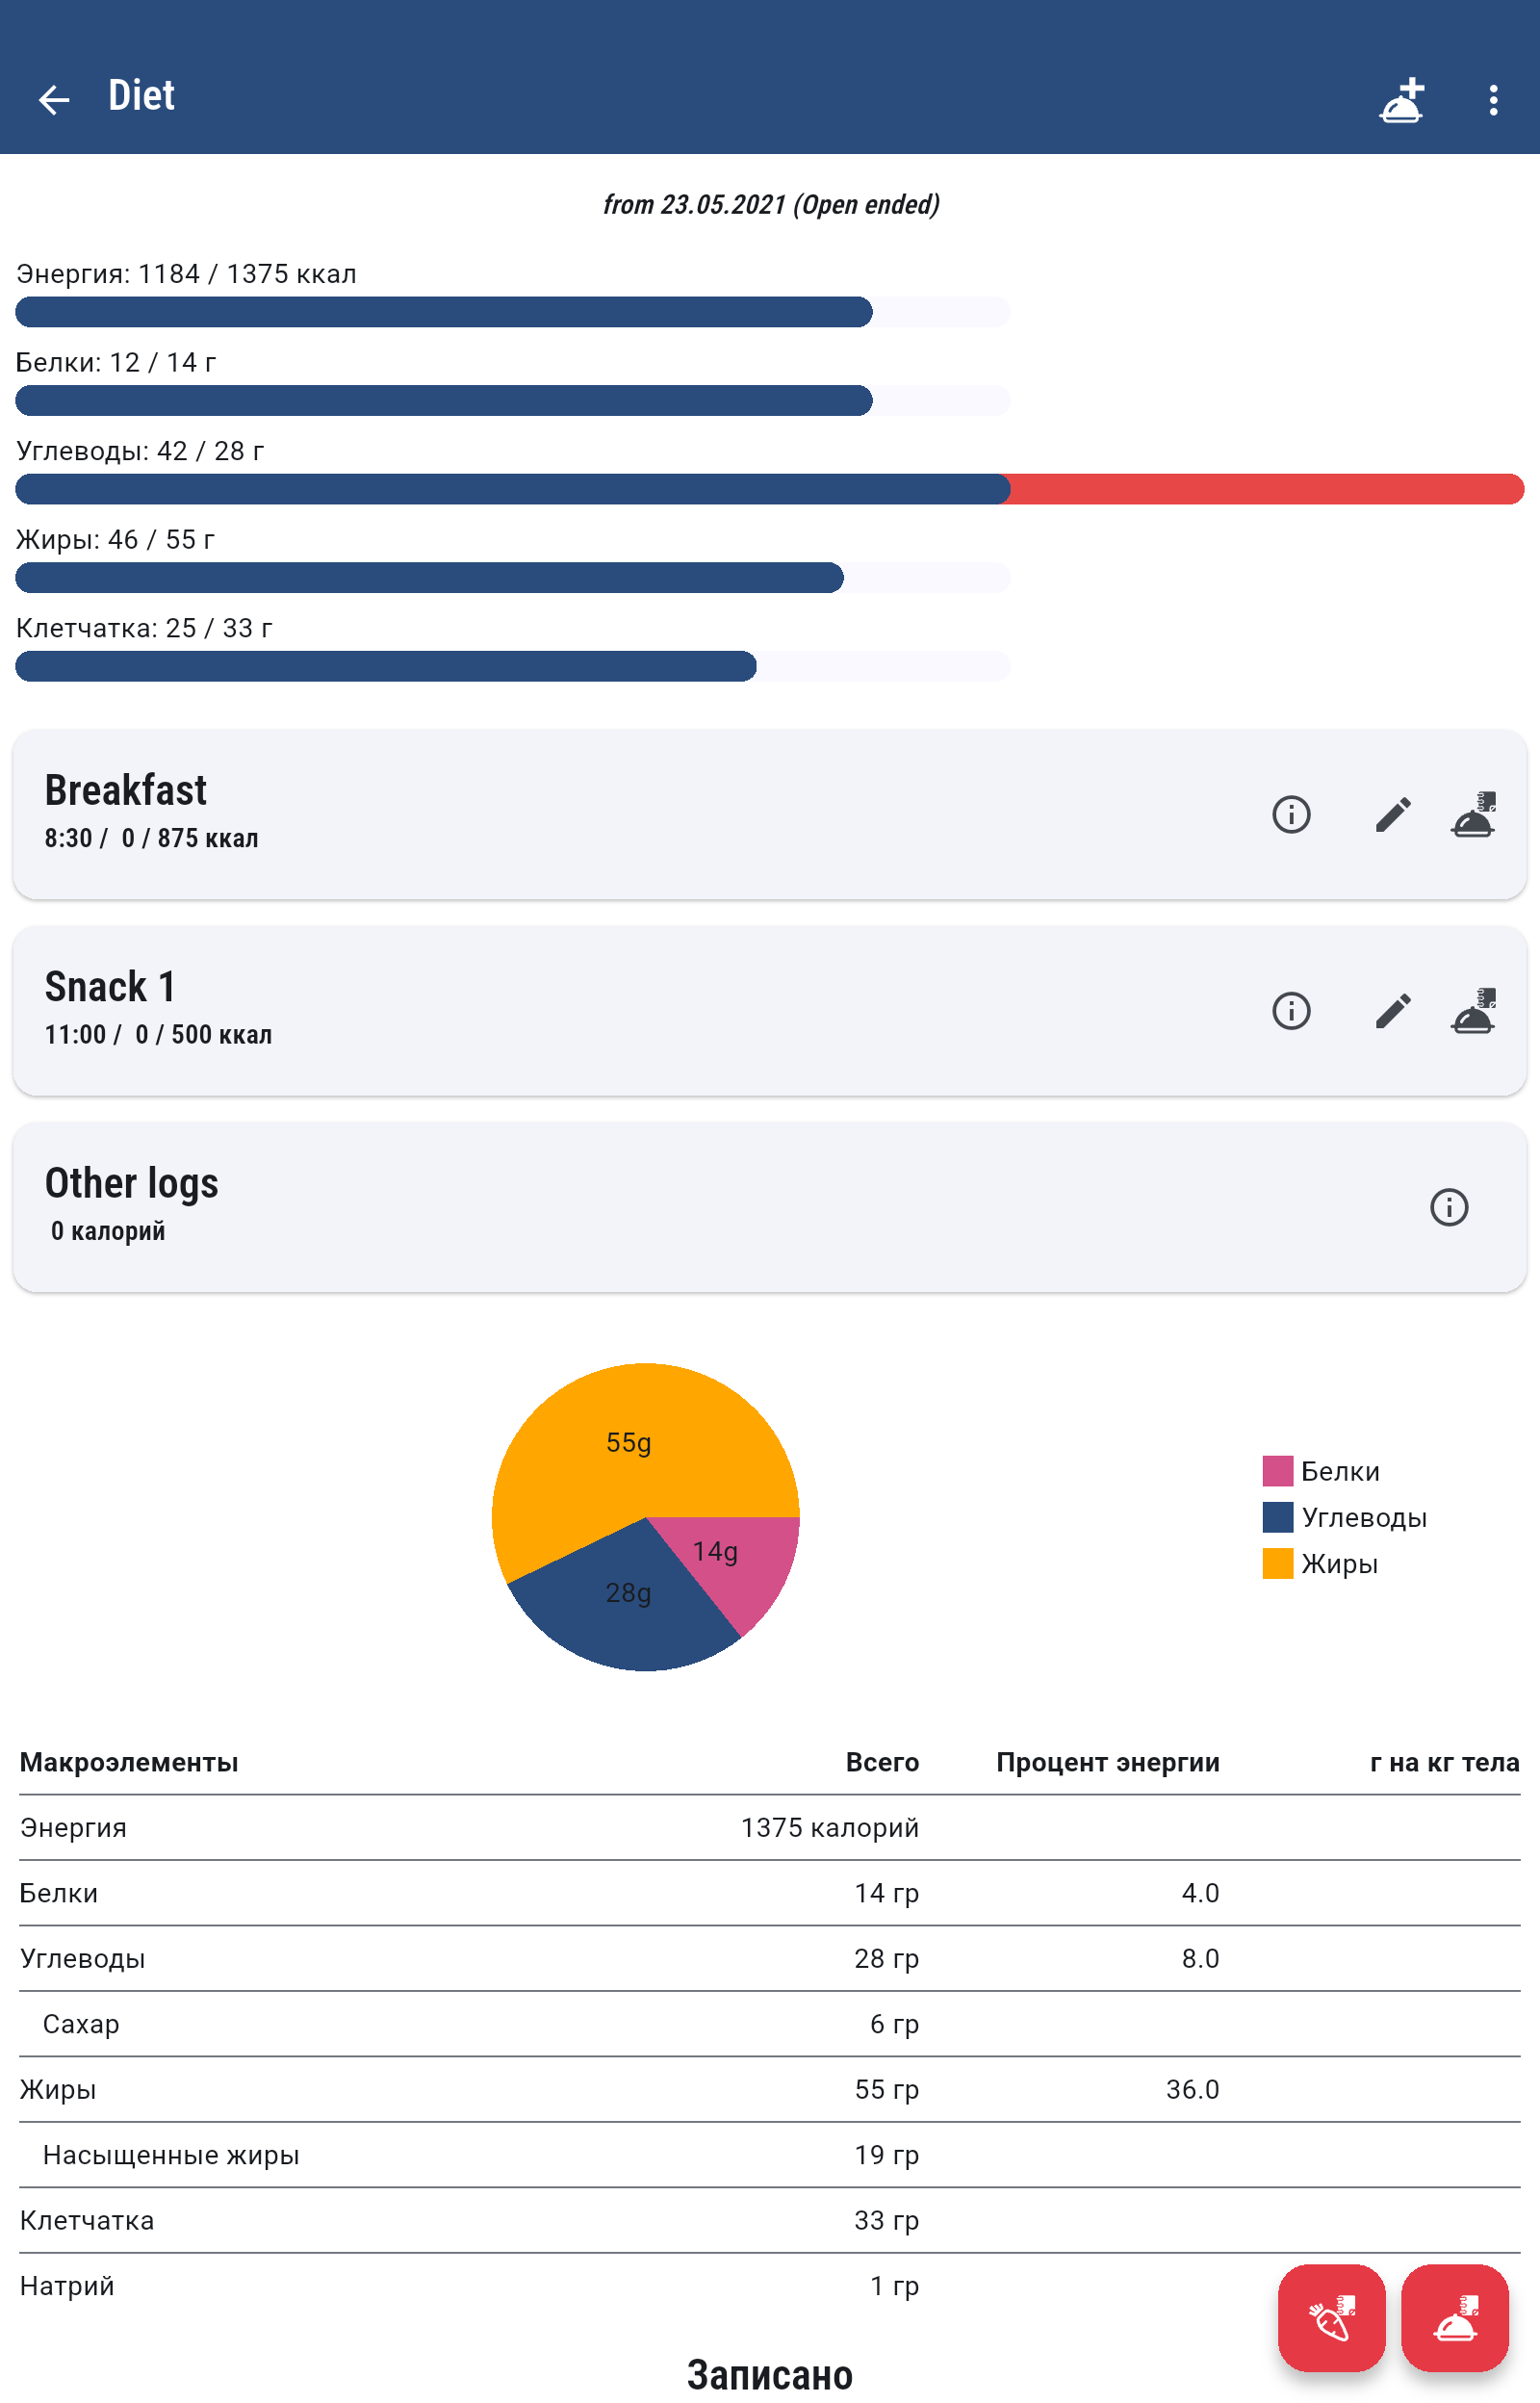 Diet
from 23.05.2021 (Open ended)
Энергия: 1184 / 1375 ккал
Белки: 12 / 14 г
Углеводы: 42 / 28 г
Жиры: 46 / 55 г
Клетчатка: 25 / 33 г
Breakfast
8:30 /  0 / 875 ккал
Snack 1
11:00 /  0 / 500 ккал
Other logs
0 калорий
55g
14g
28g
Белки
Углеводы
Жиры
Макроэлементы Всего Процент энергии г на кг тела
Энергия 1375 калорий
Белки 14 гр 4.0
Углеводы 28 гр 8.0
Сахар 6 гр
Жиры 55 гр 36.0
Насыщенные жиры 19 гр
Клетчатка 33 гр
Натрий 1 гр
Записано